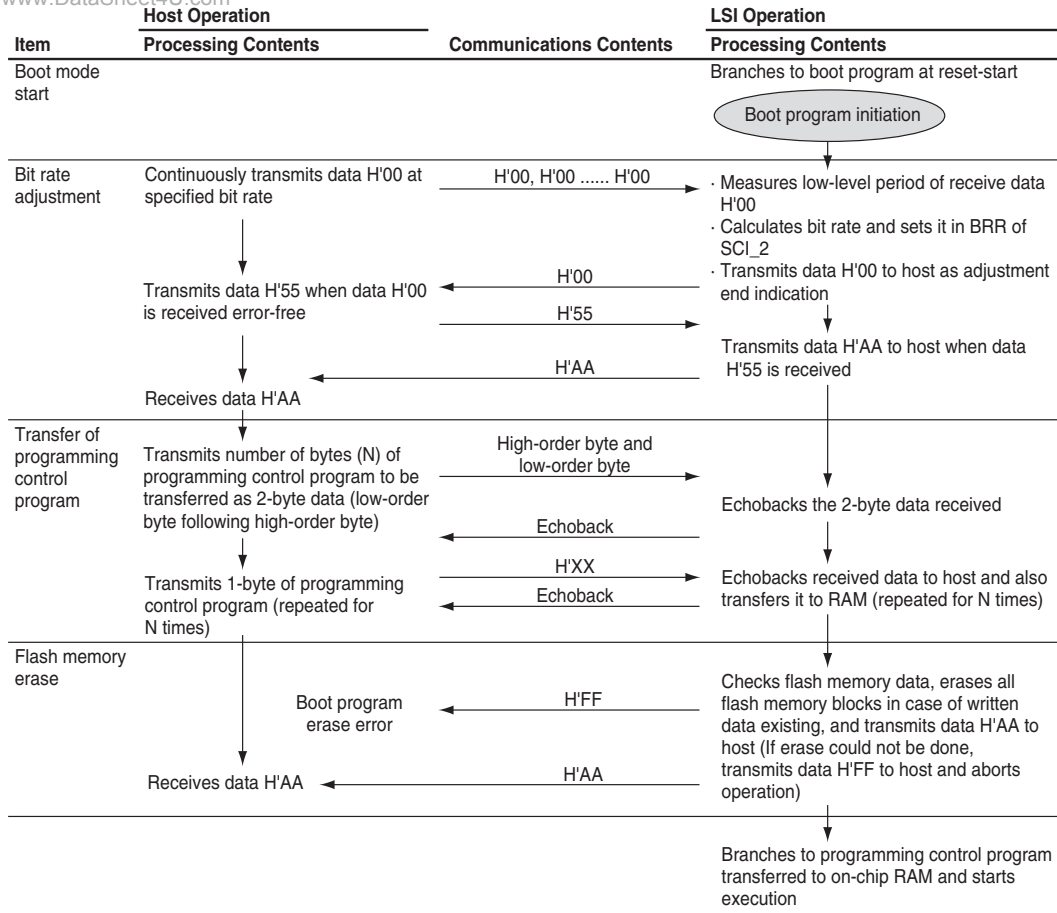 www.DataSheet4U.com
Host Operation
LSI Operation
Item
Processing Contents
Communications Contents
Processing Contents
Boot mode
start
Branches to boot program at reset-start
Boot program initiation
Bit rate
adjustment
Continuously transmits data H'00 at
specified bit rate
H'00, H'00 ...... H'00
· Measures low-level period of receive data
H'00
· Calculates bit rate and sets it in BRR of
SCI_2
· Transmits data H'00 to host as adjustment
end indication
H'00
Transmits data H'55 when data H'00
is received error-free
H'55
Transmits data H'AA to host when data
H'55 is received
H'AA
Receives data H'AA
Transfer of
programming
control
program
Transmits number of bytes (N) of
programming control program to be
transferred as 2-byte data (low-order
byte following high-order byte)
High-order byte and
low-order byte
Echobacks the 2-byte data received
Echoback
H'XX
Transmits 1-byte of programming
control program (repeated for
N times)
Echoback
Echobacks received data to host and also
transfers it to RAM (repeated for N times)
Flash memory
erase
Boot program
erase error
H'FF
Checks flash memory data, erases all
flash memory blocks in case of written
data existing, and transmits data H'AA to
host (If erase could not be done,
transmits data H'FF to host and aborts
operation)
Receives data H'AA
H'AA
Branches to programming control program
transferred to on-chip RAM and starts
execution